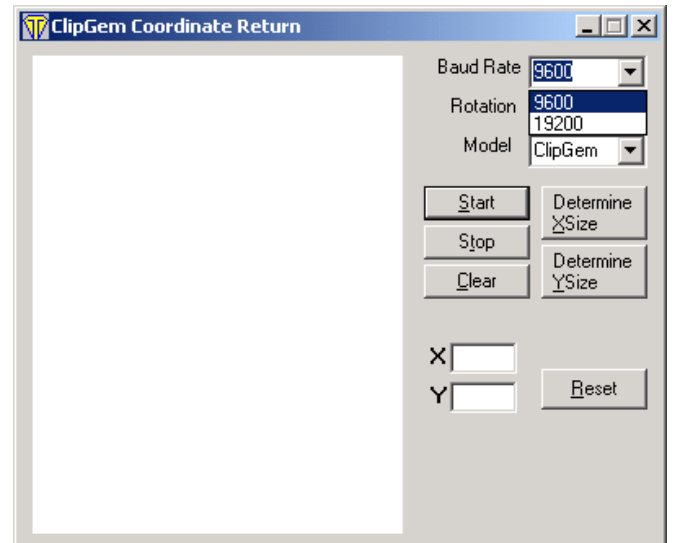 ClipGem Coordinate Return
Baud Rate 9600
9600
19200
Rotation
Model ClipGem
Start
Determine
XSize
Stop
Determine
YSize
Clear
X
Y
Reset